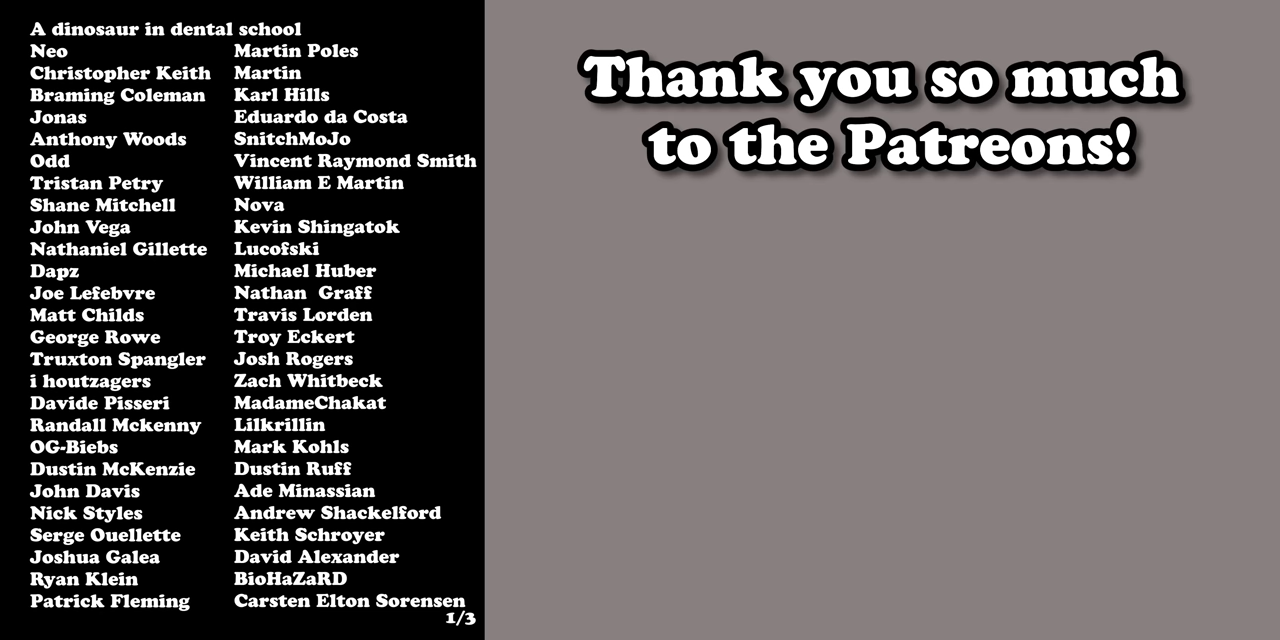 A dinosaur in dental school
Neo
Christopher Keith
Braming Coleman
Jonas
Anthony Woods
Odd
Tristan Petry
Shane Mitchell
John Vega
Nathaniel Gillette
Dapz
Joe Lefebvre
Matt Childs
George Rowe
Truxton Spangler
i houtzagers
Davide Pisseri
Randall Mckenny
OG-Biebs
Dustin McKenzie
John Davis
Nick Styles
Serge Ouellette
Joshua Galea
Ryan Klein
Patrick Fleming
Martin Poles
Martin
Karl Hills
Eduardo da Costa
SnitchMoJo
Vincent Raymond Smith
William E Martin
Nova
Kevin Shingatok
Lucofski
Michael Huber
Nathan  Graff
Travis Lorden
Troy Eckert
Josh Rogers
Zach Whitbeck
MadameChakat
Lilkrillin
Mark Kohls
Dustin Ruff
Ade Minassian
Andrew Shackelford
Keith Schroyer
David Alexander
BioHaZaRD
Carsten Elton Sorensen
1/3
Thank you so much
to the Patreons!